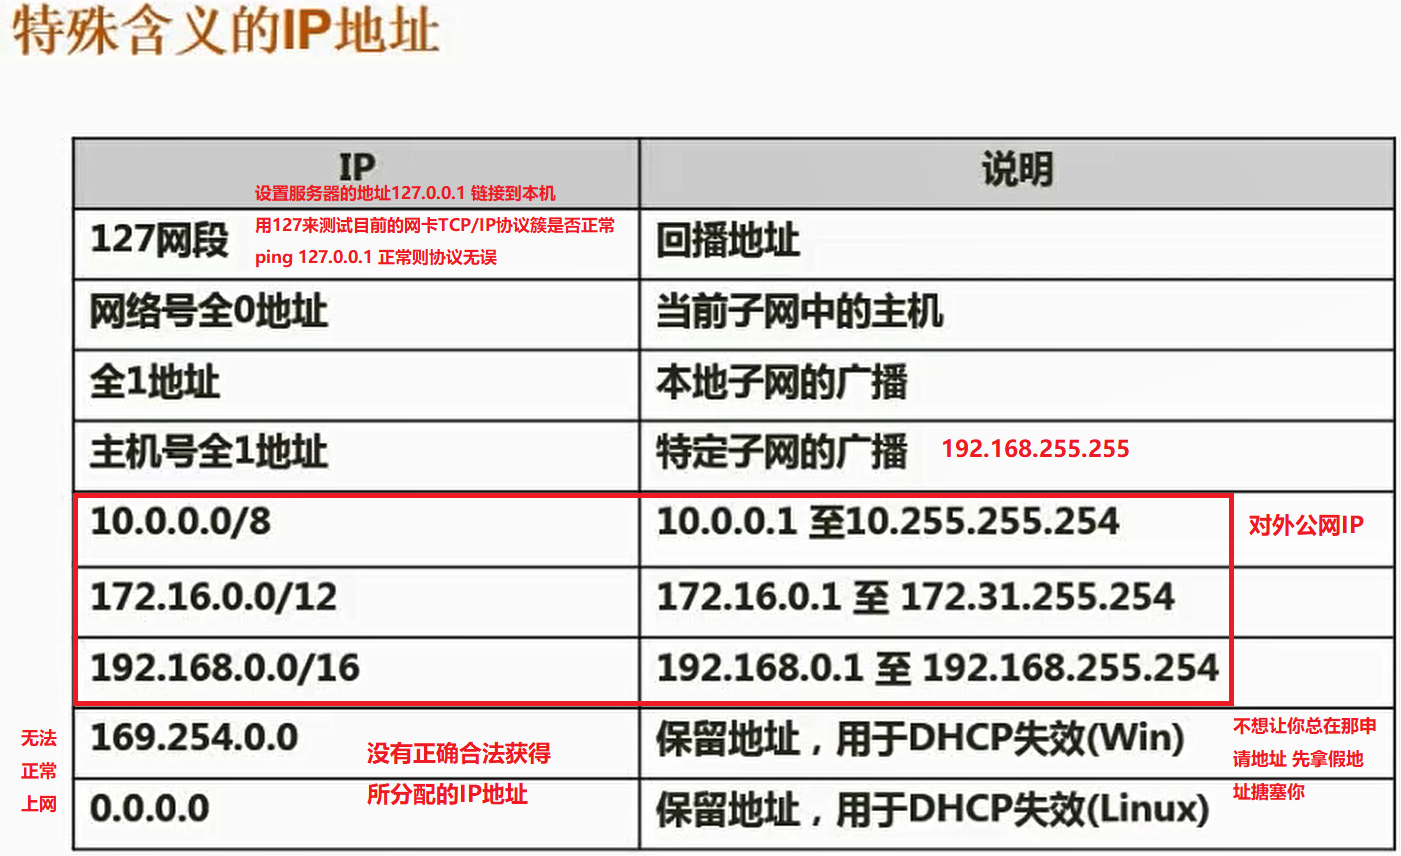 特殊含义的IP地址
IP
说明
设置服务器的地址127.0.0.1 链接到本机
用127来测试目前的网卡TCP/IP协议簇是否正常
ping 127.0.0.1 正常则协议无误
127网段
回播地址
网络号全0地址
当前子网中的主机
全1地址
本地子网的广播
主机号全1地址
特定子网的广播
192.168.255.255
10.0.0.0/8
10.0.0.1 至10.255.255.254
对外公网IP
172.16.0.0/12
172.16.0.1 至 172.31.255.254
192.168.0.0/16
192.168.0.1 至 192.168.255.254
无法
正常
上网
169.254.0.0
没有正确合法获得
所分配的IP地址
保留地址，用于DHCP失效(Win)
不想让你总在那申
请地址 先拿假地
址搪塞你
0.0.0.0
保留地址，用于DHCP失效(Linux)